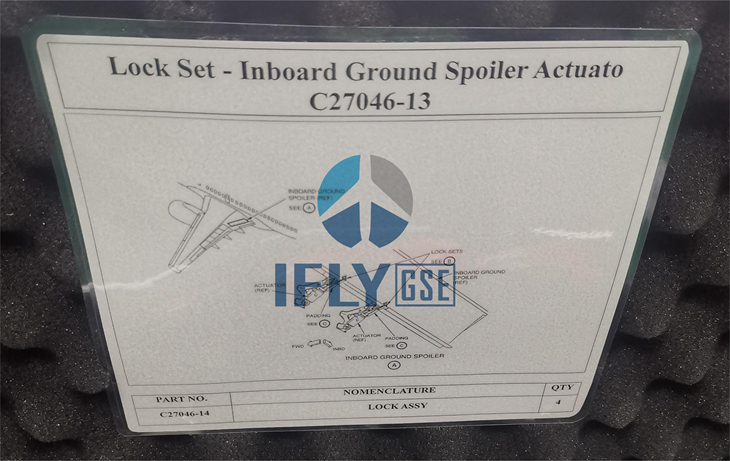 Lock Set - Inboard Ground Spoiler Actuato
C27046-13
INBOARD GROUND
SPOILER (REF)
SEE A
LOCK SETS
SEE B
INBOARD GROUND
SPOILER
(REF)
ACTUATOR
(REF)
IFLY GSE
PADDING
SEE C
ACTUATOR
(REF)
PADDING
SEE C
FWD
INBD
INBOARD GROUND SPOILER
A
PART NO. NOMENCLATURE QTY
C27046-14 LOCK ASSY 4